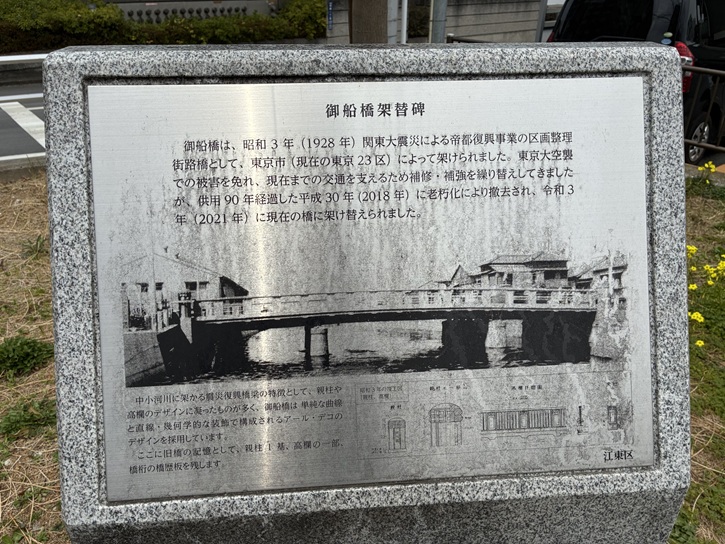 御船橋架替碑
御船橋は、昭和3年（1928年）関東大震災による帝都復興事業の区画整理
街路橋として、東京市（現在の東京23区）によって架けられました。東京大空襲
での被害を免れ、現在までの交通を支えるため補修・補強を繰り替えしてきました
が、供用90年経過した平成30年(2018年)に老朽化により撤去され、令和3
年（2021年）に現在の橋に架け替えられました。
中小河川に架かる震災復興橋梁の特徴として、親柱や
高欄のデザインに凝ったものが多く、御船橋は単純な曲線
と直線・幾何学的な装飾で構成されるアール・デコの
デザインを採用しています。
ここに旧橋の記憶として、親柱1基、高欄の一部、
橋桁の橋歴板を残します。
江東区